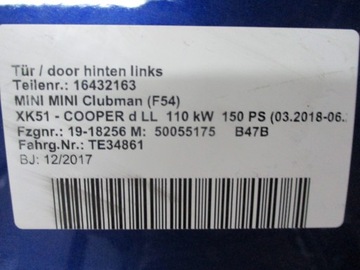 Tür / door hinten links
Teilenr.: 16432163
MINI MINI Clubman (F54)
XK51 - COOPER d LL 110 kW 150 PS (03.2018-06.
Fzgnr.: 19-18256 M: 50055175 B47B
Fahrg.Nr.: TE34861
BJ: 12/2017